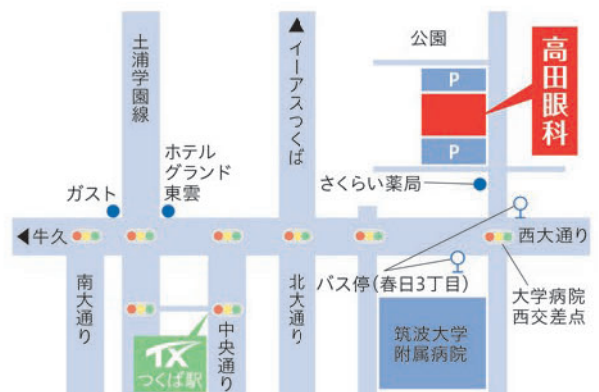 土浦学園線
▲イーアスつくば
公園
P
P
高田眼科
ホテル
グランド
東雲
ガスト
さくらい薬局
◀牛久
西大通り
南大通り
北大通り
バス停(春日3丁目)
大学病院
西交差点
中央通り
筑波大学
附属病院
TX
つくば駅